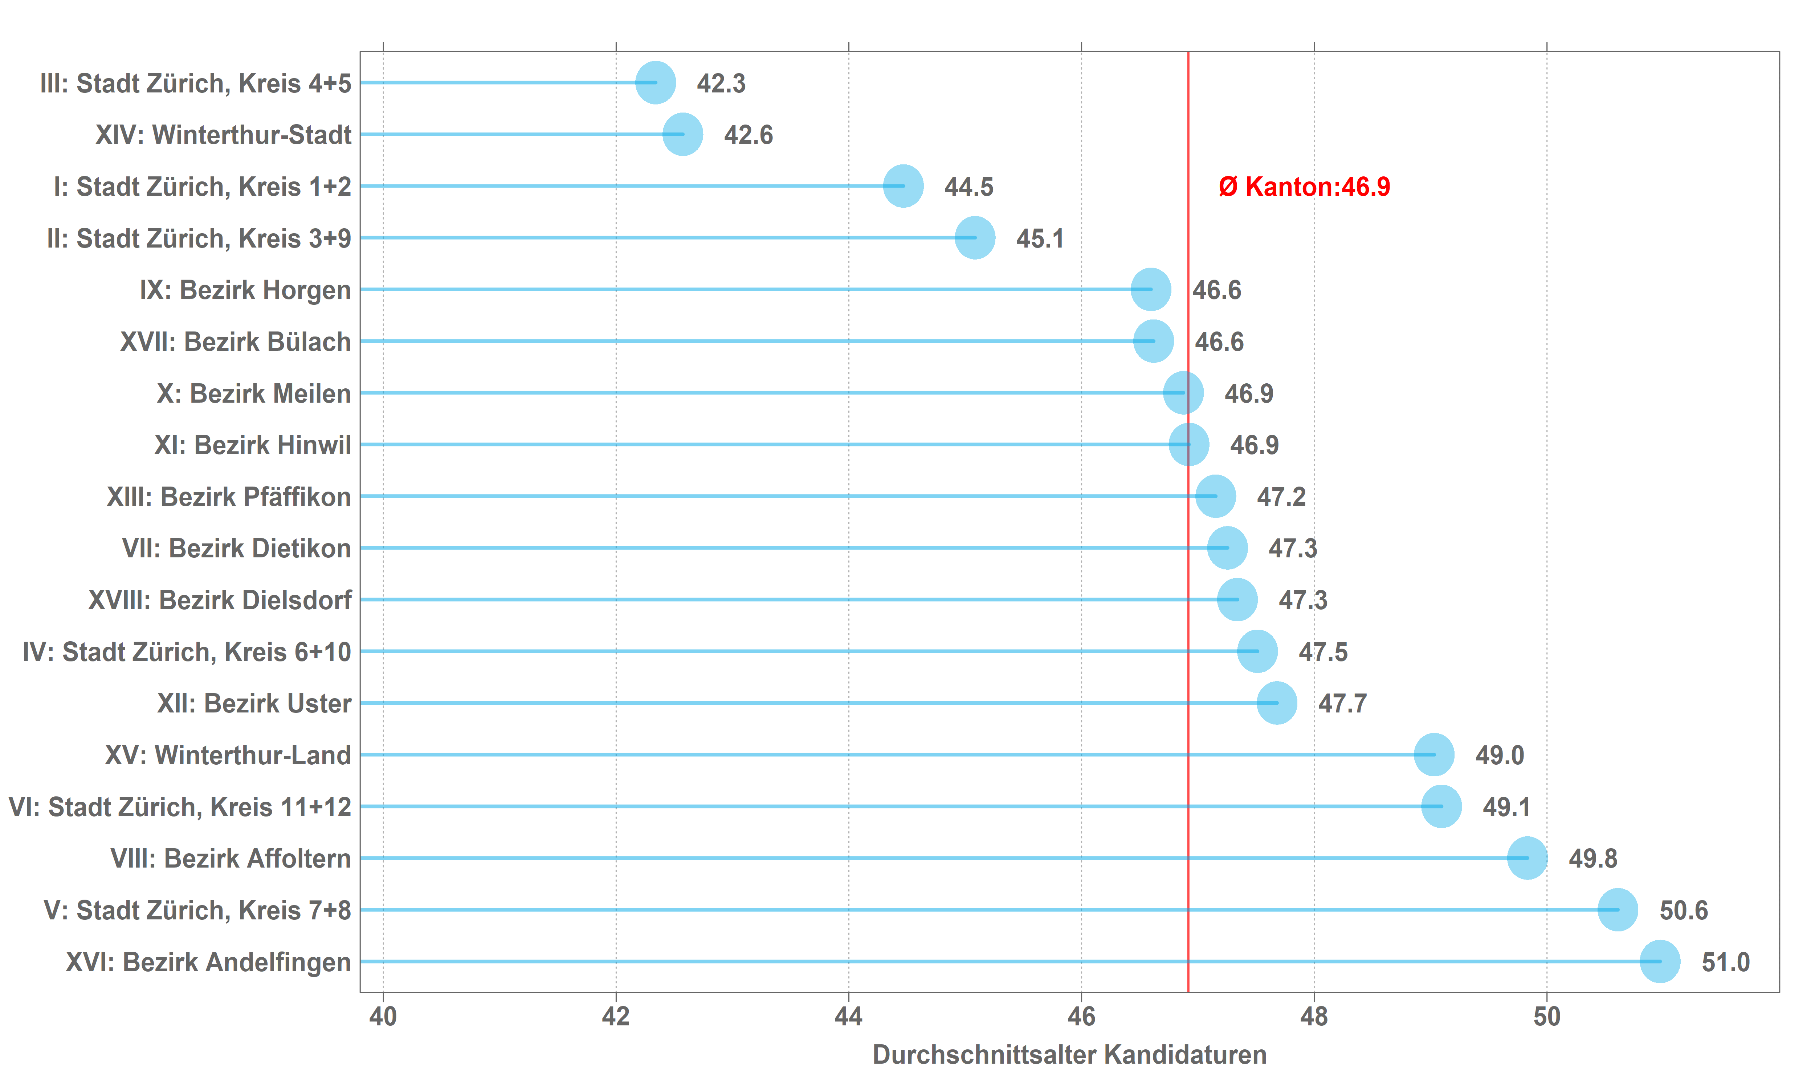 III: Stadt Zürich, Kreis 4+5 42.3
XIV: Winterthur-Stadt 42.6
I: Stadt Zürich, Kreis 1+2 44.5 Ø Kanton:46.9
II: Stadt Zürich, Kreis 3+9 45.1
IX: Bezirk Horgen 46.6
XVII: Bezirk Bülach 46.6
X: Bezirk Meilen 46.9
XI: Bezirk Hinwil 46.9
XIII: Bezirk Pfäffikon 47.2
VII: Bezirk Dietikon 47.3
XVIII: Bezirk Dielsdorf 47.3
IV: Stadt Zürich, Kreis 6+10 47.5
XII: Bezirk Uster 47.7
XV: Winterthur-Land 49.0
VI: Stadt Zürich, Kreis 11+12 49.1
VIII: Bezirk Affoltern 49.8
V: Stadt Zürich, Kreis 7+8 50.6
XVI: Bezirk Andelfingen 51.0
40 42 44 46 48 50
Durchschnittsalter Kandidaturen